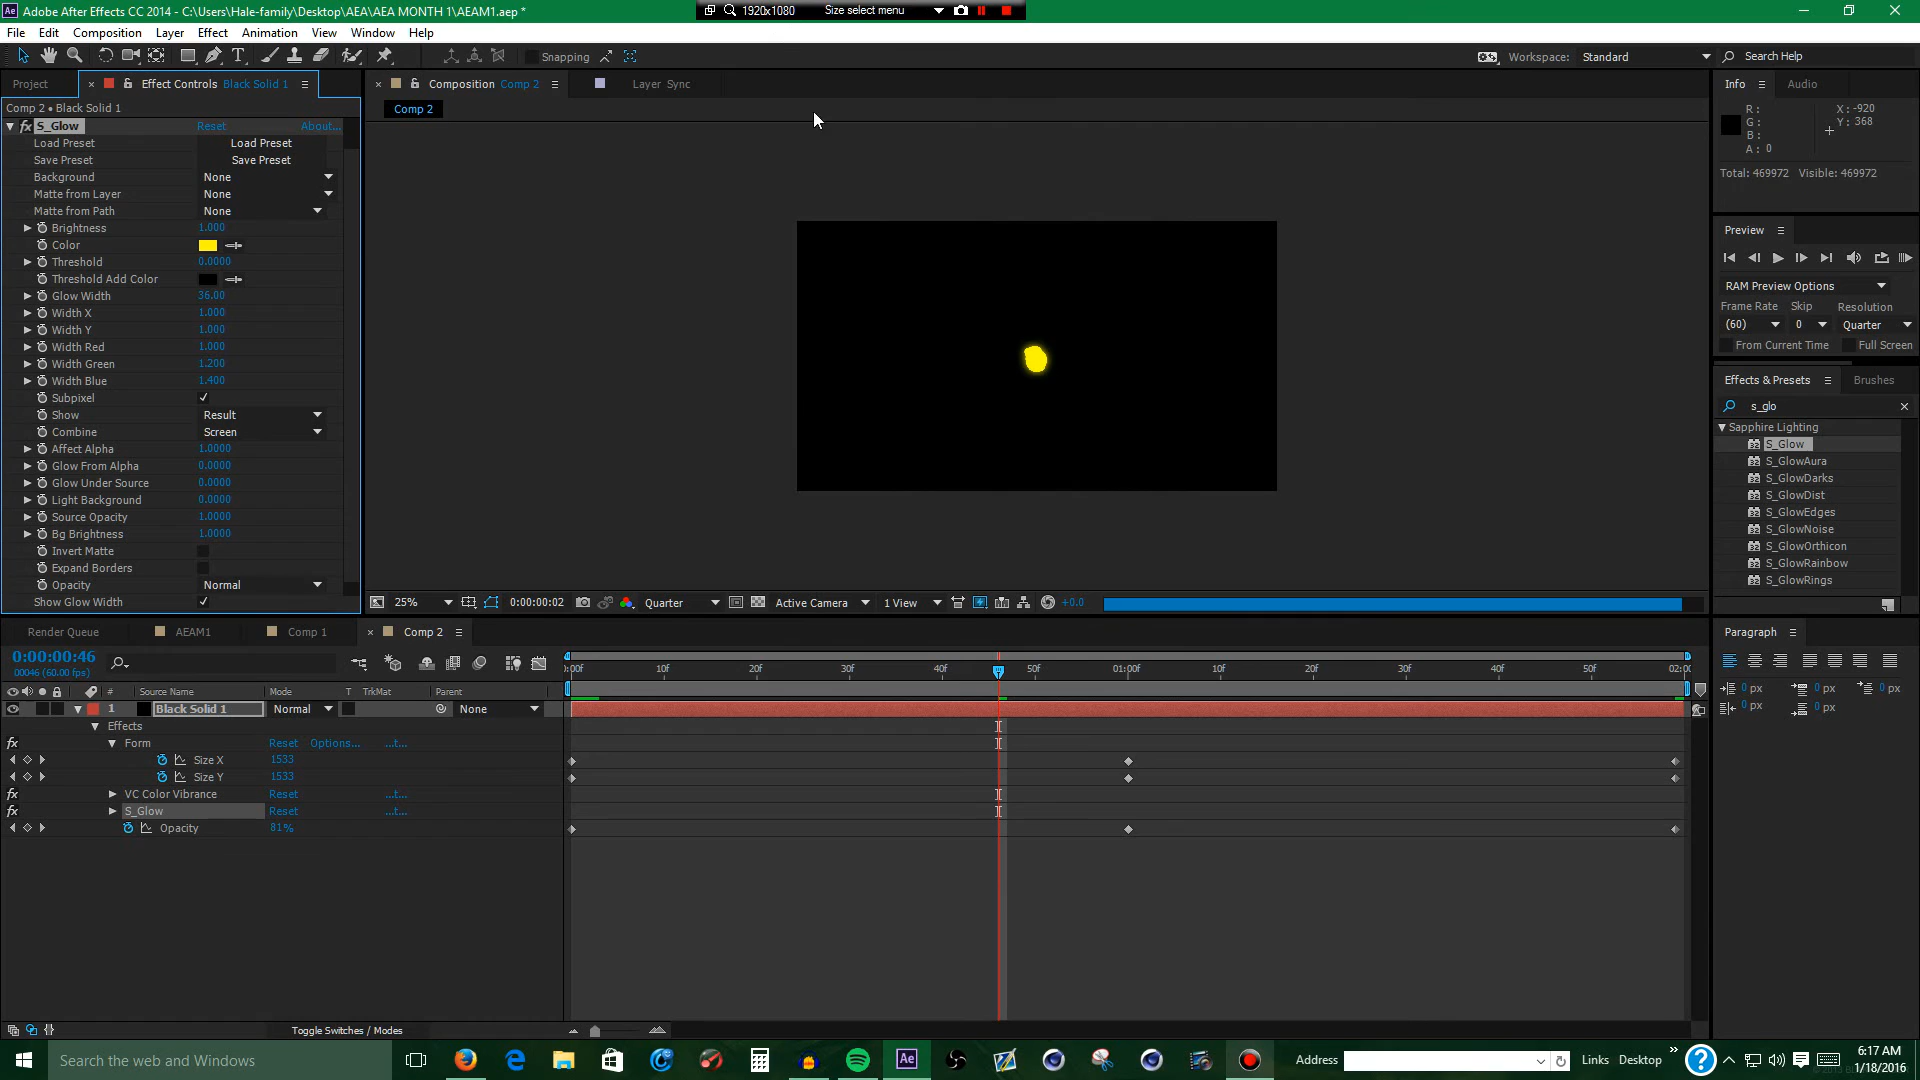 Adobe After Effects CC 2014 - C:\Users\Hale-family\Desktop\AEA\AEA MONTH 1\AEAM1.aep *
1920x1080 Size select menu
File Edit Composition Layer Effect Animation View Window Help
Snapping
Workspace: Standard
Search Help
Project
Effect Controls Black Solid 1
Comp 2 • Black Solid 1
S_Glow Reset About...
Load Preset Load Preset
Save Preset Save Preset
Background None
Matte from Layer None
Matte from Path None
Brightness 1.000
Color
Threshold 0.0000
Threshold Add Color
Glow Width 36.00
Width X 1.000
Width Y 1.000
Width Red 1.000
Width Green 1.200
Width Blue 1.400
Subpixel
Show Result
Combine Screen
Affect Alpha 1.0000
Glow From Alpha 0.0000
Glow Under Source 0.0000
Light Background 0.0000
Source Opacity 1.0000
Bg Brightness 1.0000
Invert Matte
Expand Borders
Opacity Normal
Show Glow Width
Composition Comp 2
Layer Sync
Comp 2
25% 0:00:00:02 Quarter Active Camera 1 View +0.0
Info Audio
R:
G:
B:
A: 0
X: -920
Y: 368
Total: 469972 Visible: 469972
Preview
RAM Preview Options
Frame Rate Skip Resolution
(60) 0 Quarter
From Current Time Full Screen
Effects & Presets Brushes
s_glo
Sapphire Lighting
S_Glow
S_GlowAura
S_GlowDarks
S_GlowDist
S_GlowEdges
S_GlowNoise
S_GlowOrthicon
S_GlowRainbow
S_GlowRings
Paragraph
0 px 0 px 0 px
0 px 0 px
Render Queue AEAM1 Comp 1 Comp 2
0:00:00:46
00046 (60.00 fps)
# Source Name Mode T TrkMat Parent
:00f 10f 20f 30f 40f 50f 01:00f 10f 20f 30f 40f 50f 02:00
1 Black Solid 1 Normal None
Effects
Form Reset Options... ...t...
Size X 1533
Size Y 1533
VC Color Vibrance ...t...
S_Glow Reset ...t...
Opacity 81%
Toggle Switches / Modes
Search the web and Windows
Address
Links Desktop
6:17 AM
1/18/2016